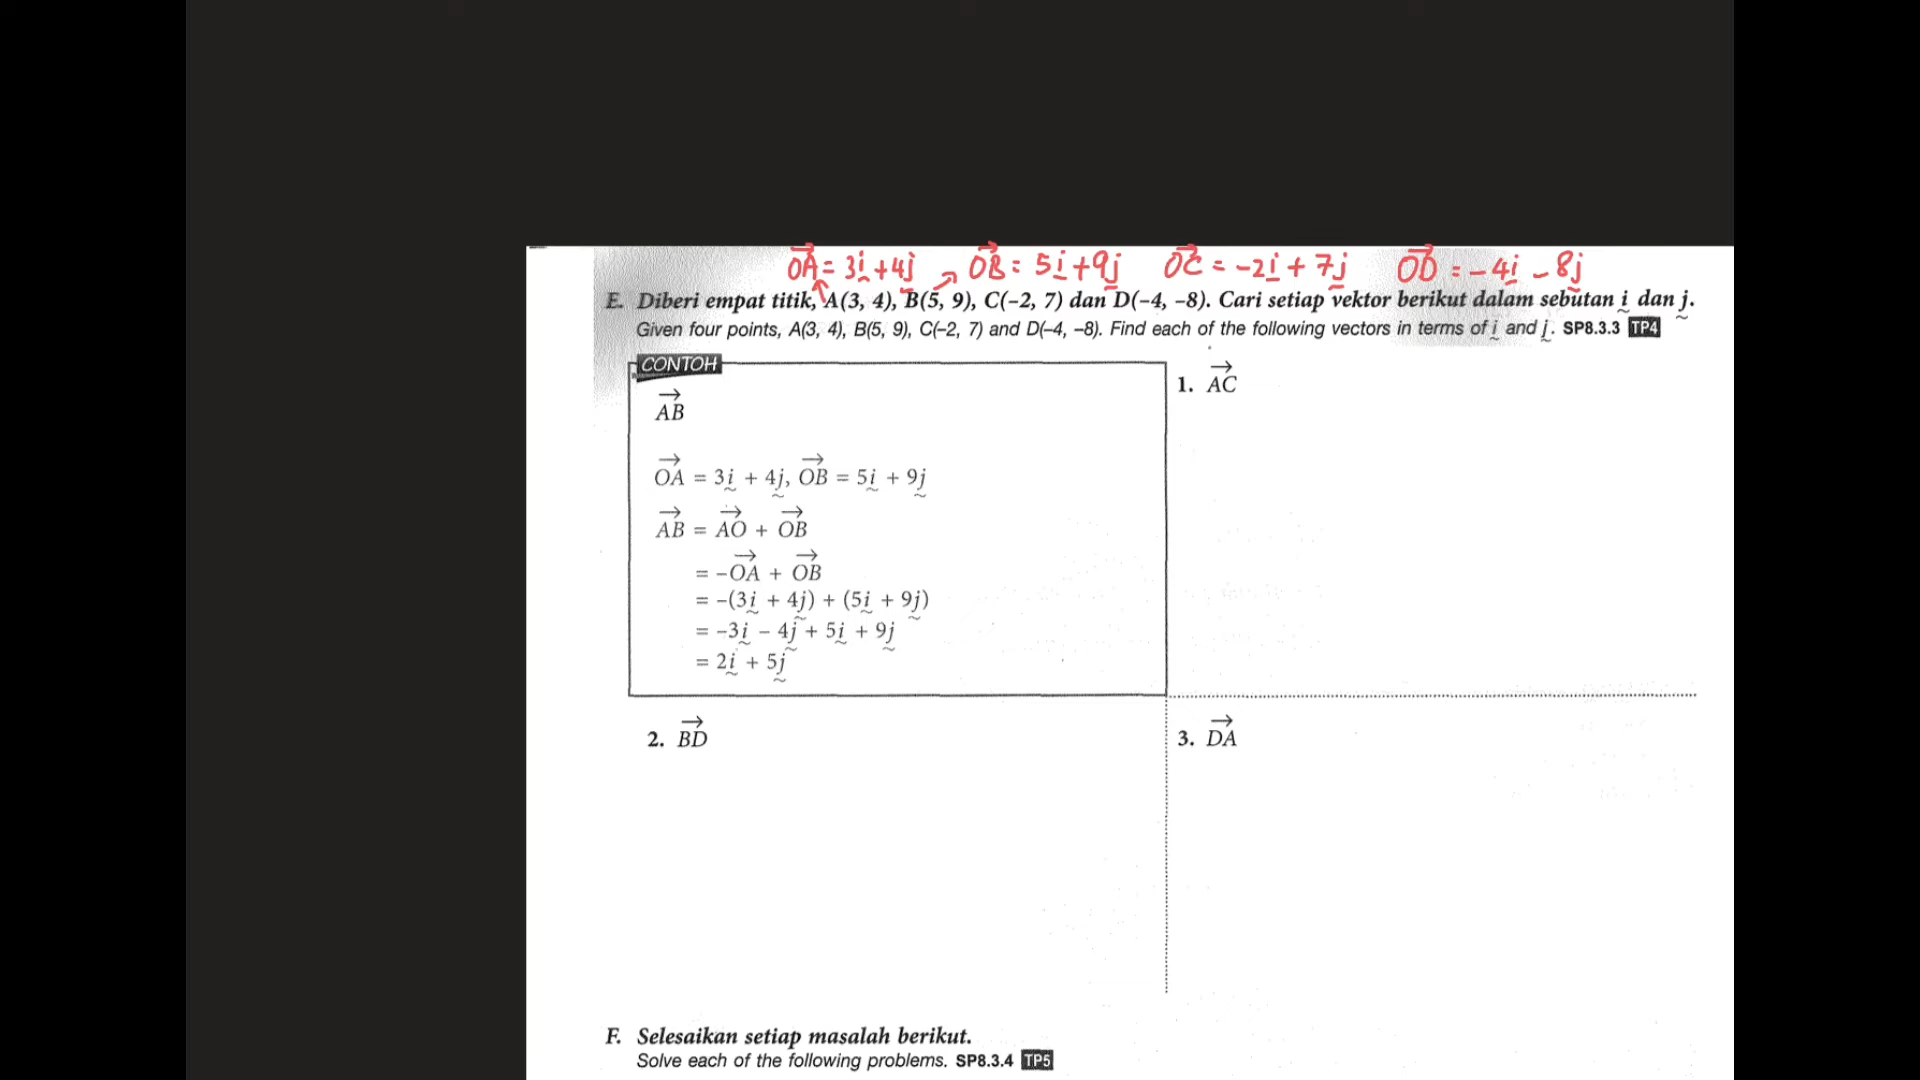 OA = 3i + 4j OB = 5i + 9j OC = -2i + 7j OD = -4i - 8j
E. Diberi empat titik, A(3, 4), B(5, 9), C(–2, 7) dan D(–4, –8). Cari setiap vektor berikut dalam sebutan i dan j.
Given four points, A(3, 4), B(5, 9), C(–2, 7) and D(–4, –8). Find each of the following vectors in terms of i and j. SP8.3.3 TP4
CONTOH
AB
OA = 3i + 4j, OB = 5i + 9j
AB = AO + OB
= –OA + OB
= –(3i + 4j) + (5i + 9j)
= –3i – 4j + 5i + 9j
= 2i + 5j
1. AC
2. BD
3. DA
F. Selesaikan setiap masalah berikut.
Solve each of the following problems. SP8.3.4 TP5